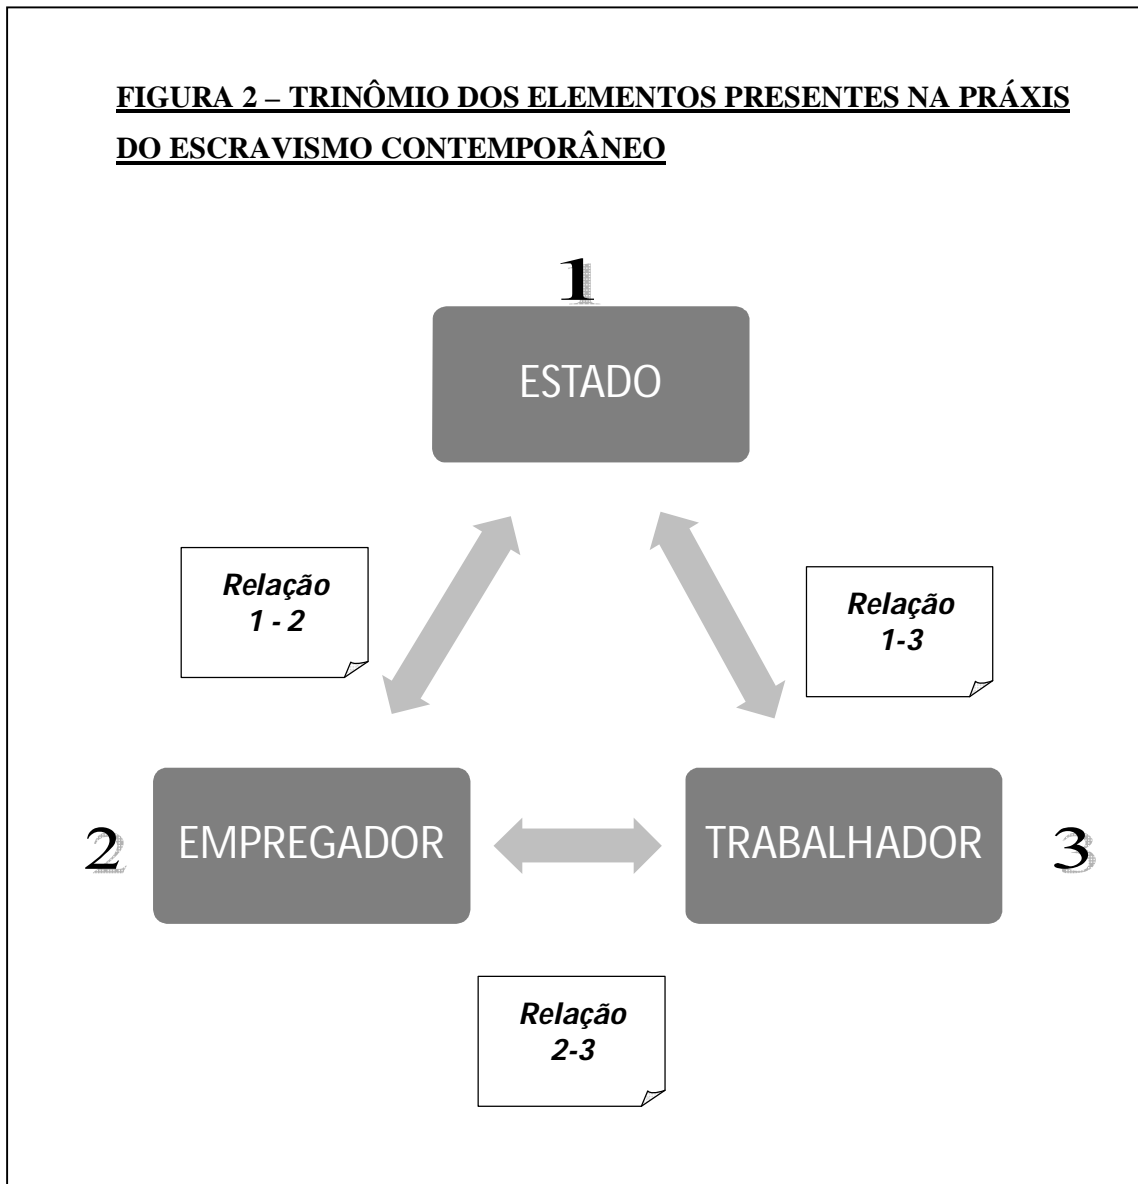 FIGURA 2 – TRINÔMIO DOS ELEMENTOS PRESENTES NA PRÁXIS
DO ESCRAVISMO CONTEMPORÂNEO
1
ESTADO
Relação
1 - 2
Relação
1-3
2
EMPREGADOR
TRABALHADOR
3
Relação
2-3